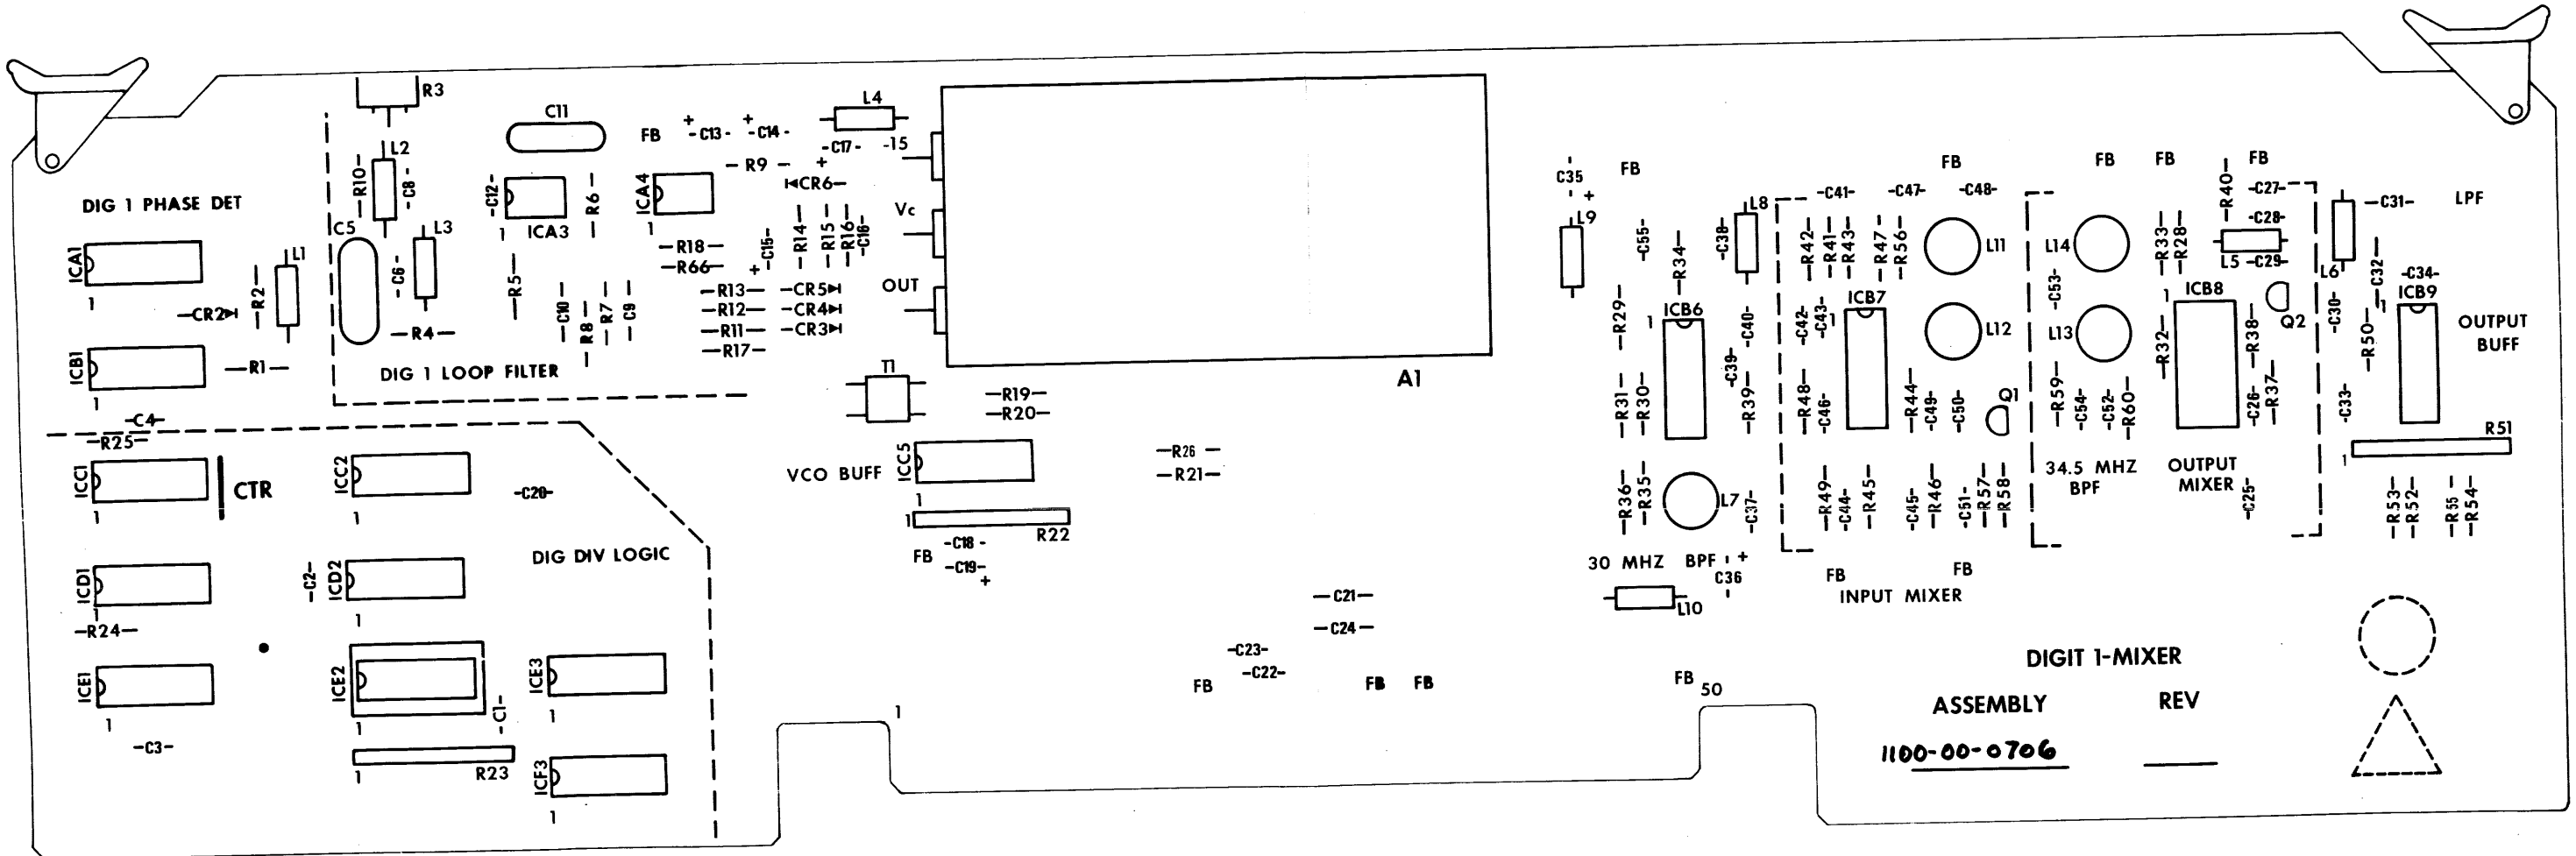 R3
L2
R10
C8
C11
FB
+
C13
+
C14
L4
C17
-15
R9
+
CR6
C12
1
ICA3
R6
ICA4
1
DIG 1 PHASE DET
ICA1
1
CR2
R2
L1
C5
C6
L3
R4
R5
C10
R8
R7
C9
R18
R66
C15
+
R14
R15
R16
C16
R13
CR5
R12
CR4
R11
CR3
R17
Vc
OUT
A1
ICB1
1
R1
DIG 1 LOOP FILTER
T1
R19
R20
C4
R25
ICC1
1
CTR
ICC2
1
C20
VCO BUFF
ICC5
1
1
R22
R26
R21
FB
C18
C19
+
DIG DIV LOGIC
ICD1
1
R24
C2
ICD2
1
ICE1
1
C3
ICE2
1
C1
ICE3
1
1
R23
ICF3
1
C21
C24
C23
C22
FB
FB
FB
FB
50
1
C35
+
L9
FB
C55
R34
C38
L8
R29
1
ICB6
C40
C39
R31
R30
R39
R36
R35
L7
C37
30 MHZ BPF
+
C36
L10
C41
C47
FB
C48
R42
R41
R43
R47
R56
L11
C42
C43
1
ICB7
L12
R48
C46
R44
C49
C50
Q1
R49
C44
R45
C45
R46
C51
R57
R58
FB
FB
INPUT MIXER
FB
FB
FB
R40
C27
L14
C53
R33
R28
C28
L5
C29
L13
1
ICB8
R32
R38
Q2
R59
C54
C52
R60
C26
R37
34.5 MHZ
BPF
OUTPUT
MIXER
C25
L6
C31
LPF
C32
C34
C30
R50
1
ICB9
OUTPUT
BUFF
C33
R51
1
R53
R52
R55
R54
DIGIT 1-MIXER
ASSEMBLY
REV
1100-00-0706